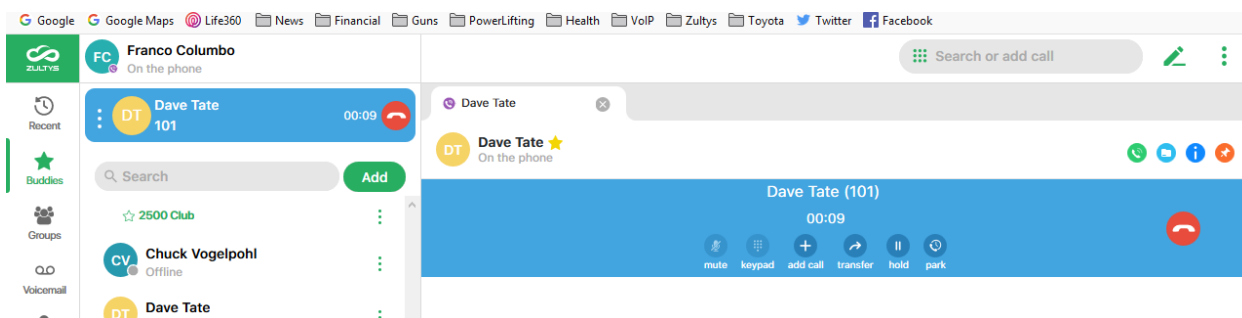 Google Google Maps Life360 News Financial Guns PowerLifting Health VoIP Zultys Toyota Twitter Facebook
ZULTYS
Recent
Buddies
Groups
Voicemail
FC
Franco Columbo
On the phone
DT
Dave Tate
101
00:09
Search
Add
2500 Club
CV
Chuck Vogelpohl
Offline
DT
Dave Tate
Search or add call
Dave Tate
DT
Dave Tate
On the phone
Dave Tate (101)
00:09
mute keypad add call transfer hold park